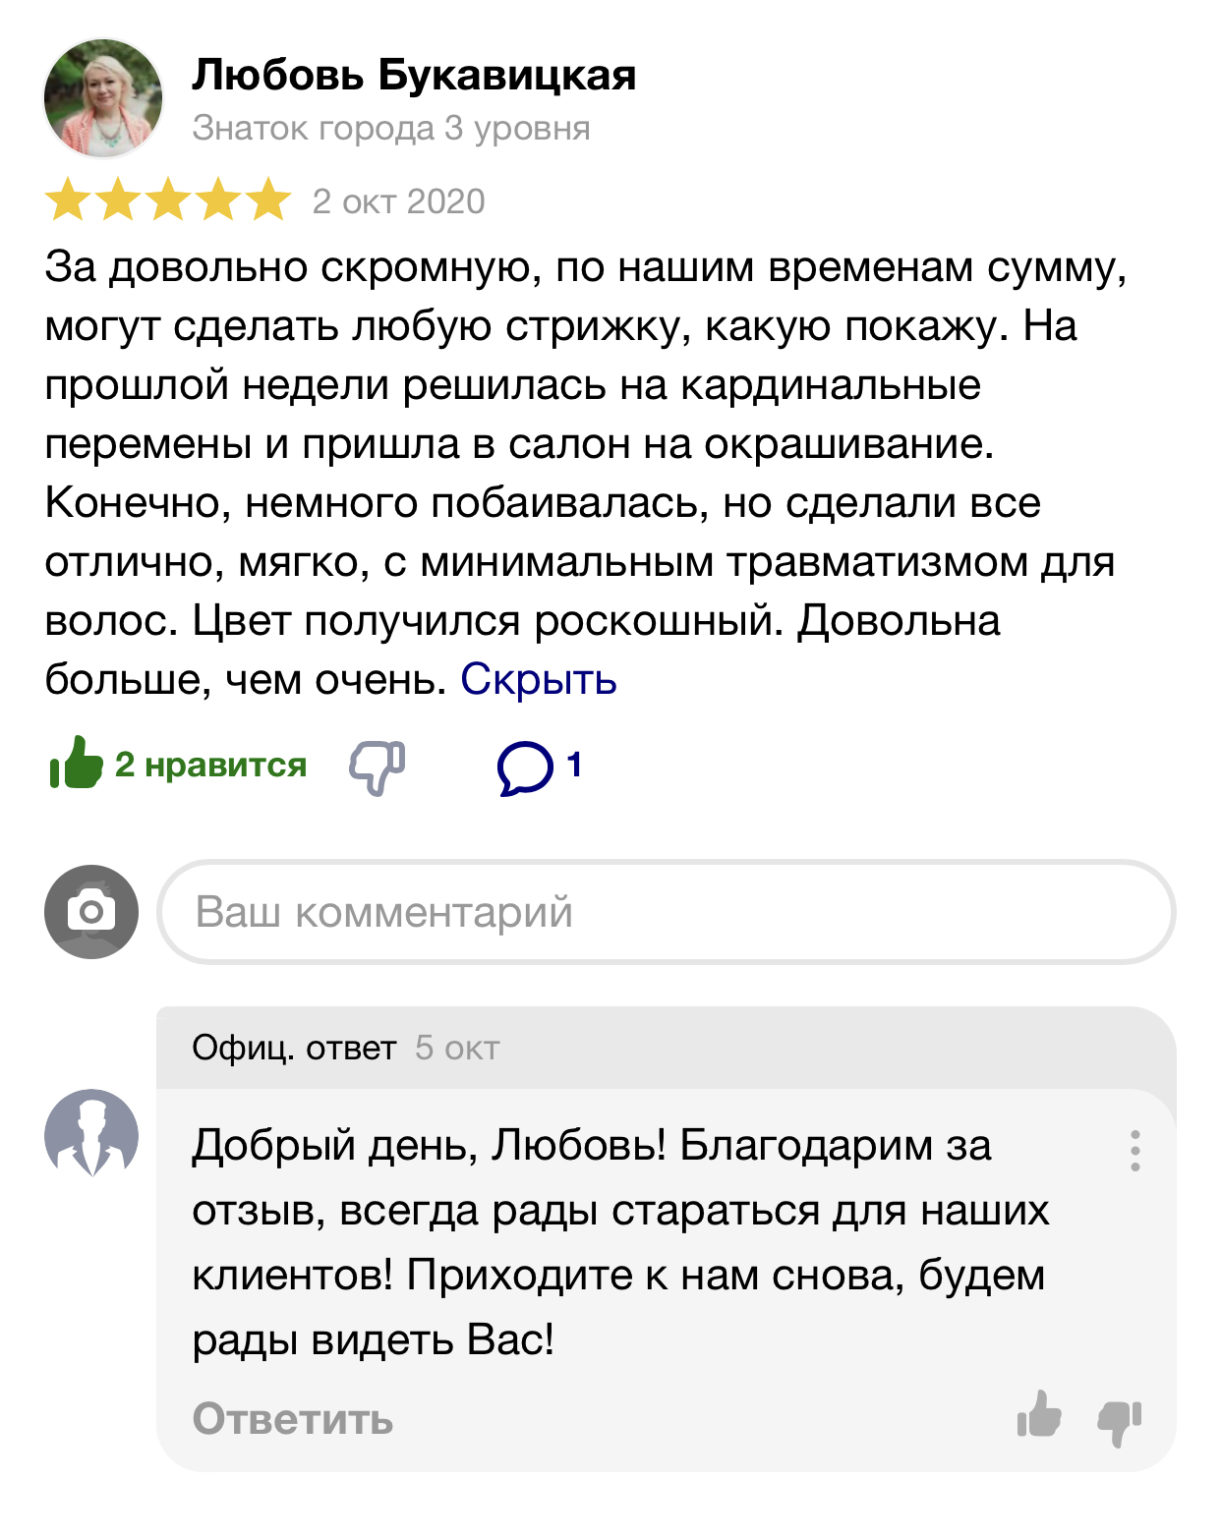 Любовь Букавицкая
Знаток города 3 уровня
2 окт 2020
За довольно скромную, по нашим временам сумму,
могут сделать любую стрижку, какую покажу. На
прошлой недели решилась на кардинальные
перемены и пришла в салон на окрашивание.
Конечно, немного побаивалась, но сделали все
отлично, мягко, с минимальным травматизмом для
волос. Цвет получился роскошный. Довольна
больше, чем очень. Скрыть
2 нравится 1
Ваш комментарий
Офиц. ответ 5 окт
Добрый день, Любовь! Благодарим за
отзыв, всегда рады стараться для наших
клиентов! Приходите к нам снова, будем
рады видеть Вас!
Ответить